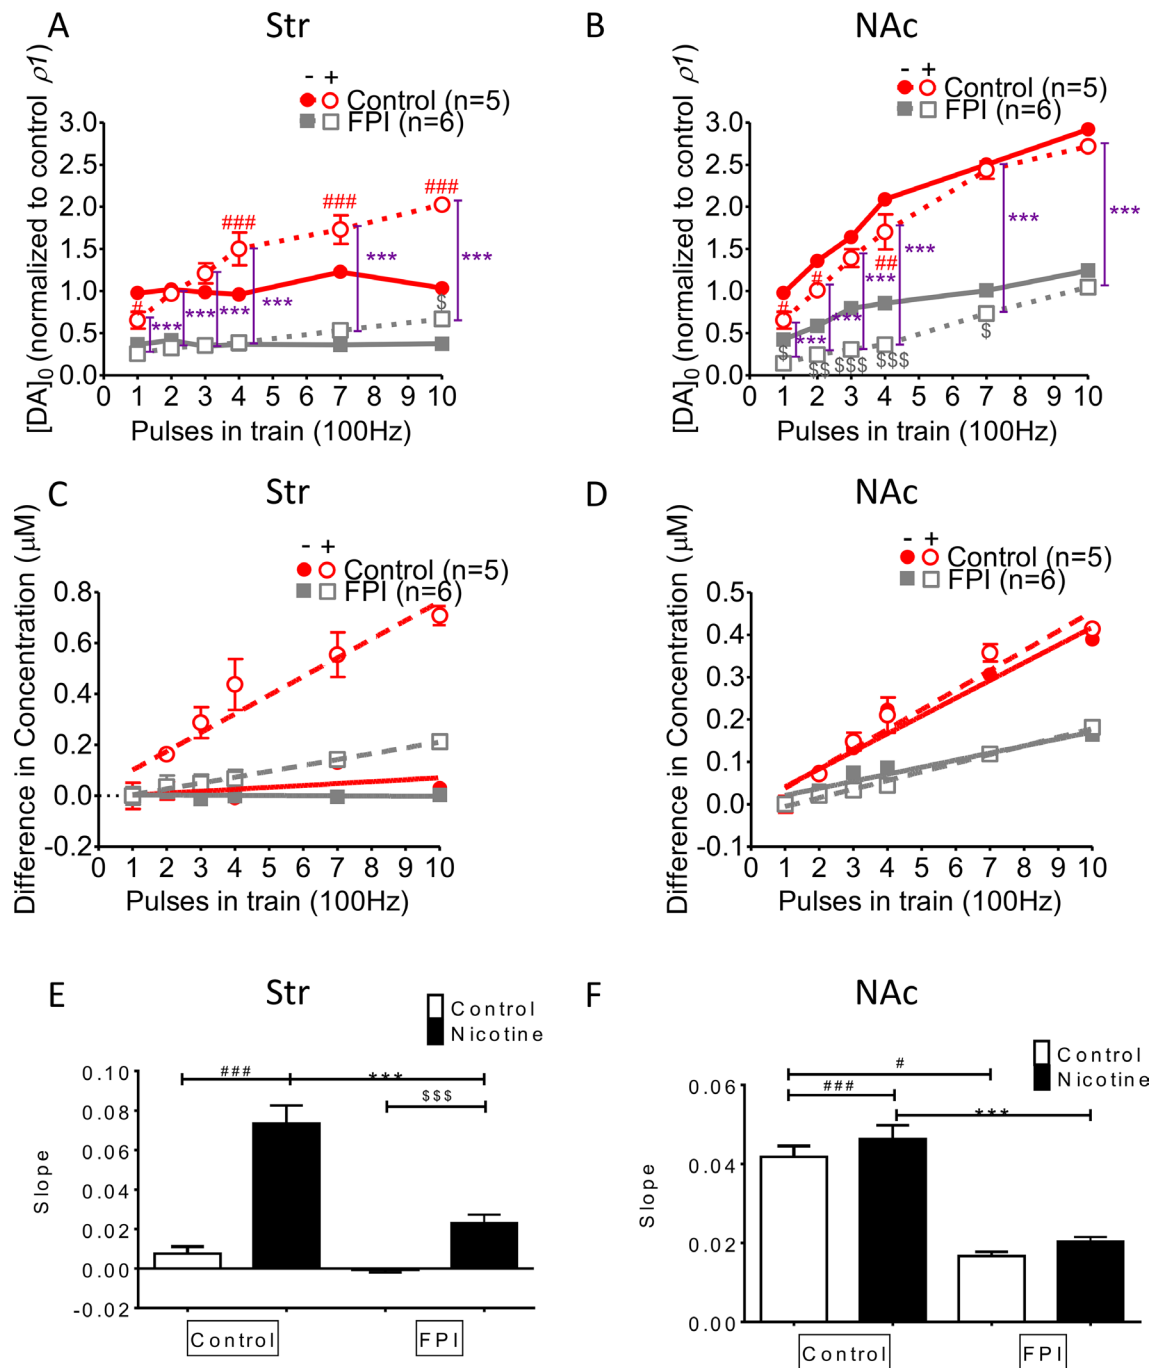 A Str
- +
Control (n=5)
FPI (n=6)
[DA]0 (normalized to control ρ1)
3.0
2.5
2.0
1.5
1.0
0.5
0.0
### ### ###
# *** *** *** *** *** *** $
0 1 2 3 4 5 6 7 8 9 10
Pulses in train (100Hz)
B NAc
- +
Control (n=5)
FPI (n=6)
[DA]0 (normalized to control ρ1)
3.0
2.5
2.0
1.5
1.0
0.5
0.0
# # ##
*** *** *** *** *** ***
$ $$ $$$ $$$ $
0 1 2 3 4 5 6 7 8 9 10
Pulses in train (100Hz)
C Str
- +
Control (n=5)
FPI (n=6)
Difference in Concentration (μM)
0.8
0.6
0.4
0.2
0.0
-0.2
0 1 2 3 4 5 6 7 8 9 10
Pulses in train (100Hz)
D NAc
- +
Control (n=5)
FPI (n=6)
Difference in Concentration (μM)
0.5
0.4
0.3
0.2
0.1
0.0
-0.1
0 1 2 3 4 5 6 7 8 9 10
Pulses in train (100Hz)
E Str
Control
Nicotine
Slope
0.10
0.08
0.06
0.04
0.02
0.00
-0.02
### ***
$$$
Control FPI
F NAc
Control
Nicotine
Slope
0.06
0.04
0.02
0.00
#
###
***
Control FPI